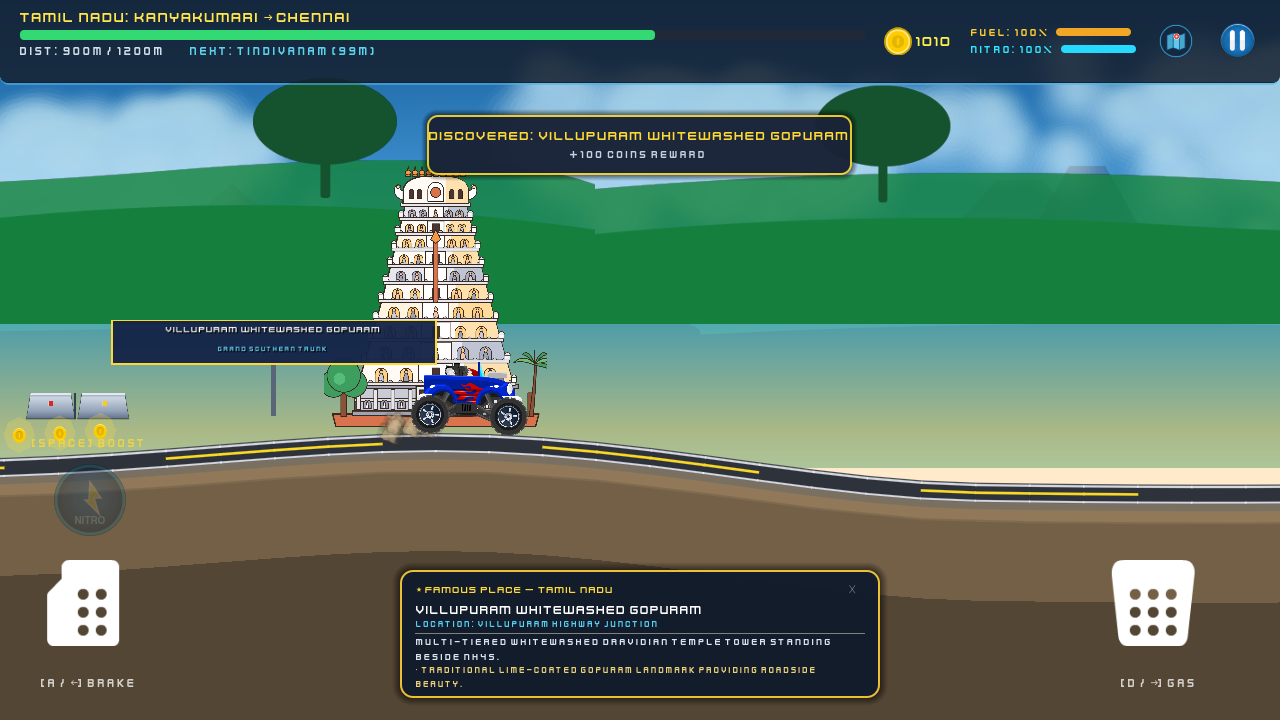 TAMIL NADU: KANYAKUMARI → CHENNAI
DIST: 900M / 1200M
NEXT: TINDIVANAM (99M)
1010
FUEL: 100%
NITRO: 100%
DISCOVERED: VILLUPURAM WHITEWASHED GOPURAM
+100 COINS REWARD
VILLUPURAM WHITEWASHED GOPURAM
GRAND SOUTHERN TRUNK
[SPACE] BOOST
NITRO
★ FAMOUS PLACE — TAMIL NADU
X
VILLUPURAM WHITEWASHED GOPURAM
LOCATION: VILLUPURAM HIGHWAY JUNCTION
MULTI-TIERED WHITEWASHED DRAVIDIAN TEMPLE TOWER STANDING
BESIDE NH45.
· TRADITIONAL LIME-COATED GOPURAM LANDMARK PROVIDING ROADSIDE
BEAUTY.
[A / ←] BRAKE
[D / →] GAS